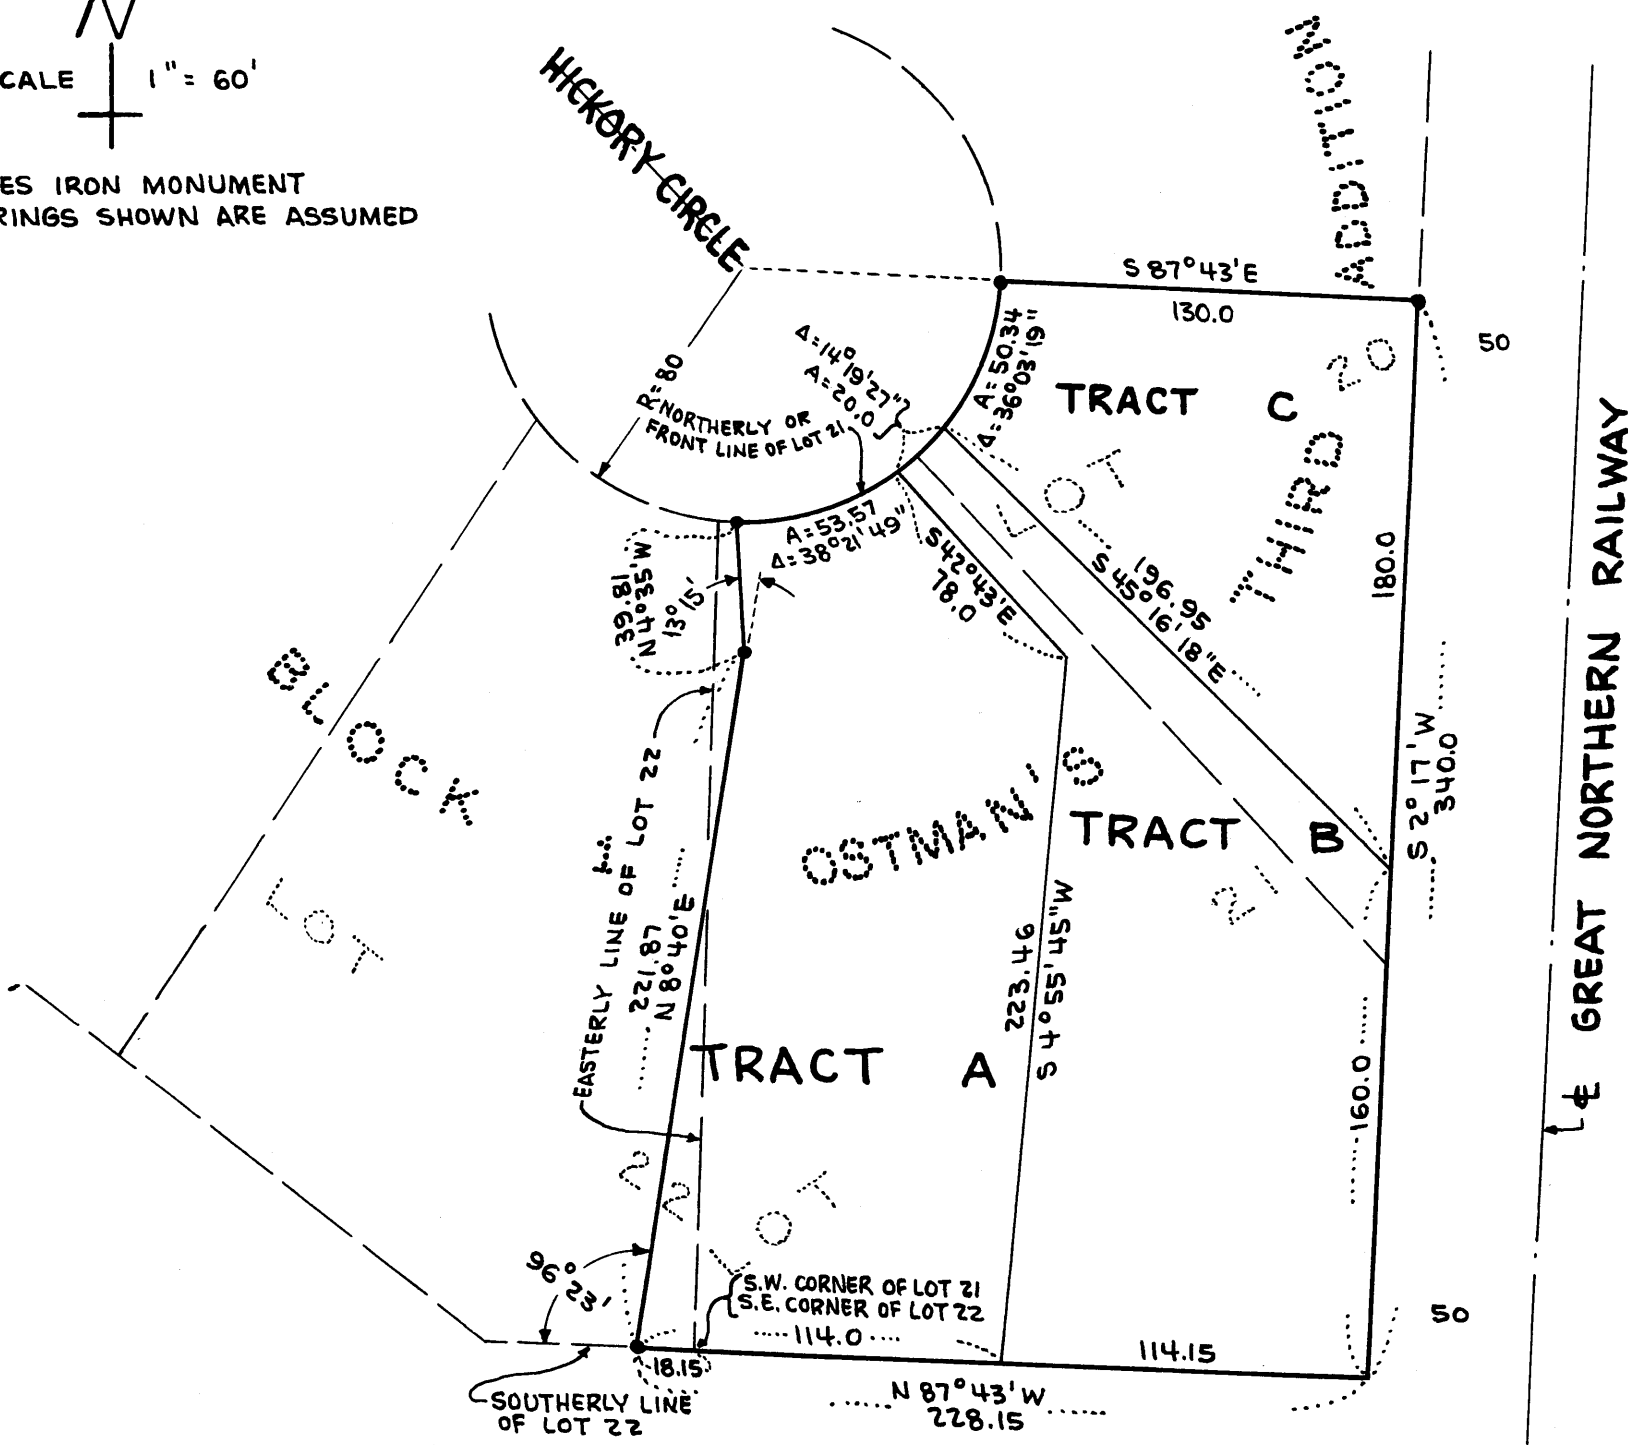 N
CALE 1" = 60'
ES IRON MONUMENT
RINGS SHOWN ARE ASSUMED
HICKORY CIRCLE
ADDITION
S 87°43'E
130.0
50
R=80
Δ=14°19'27"
A=20.0
A=50.34
Δ=36°03'19"
NORTHERLY OR
FRONT LINE OF LOT 21
TRACT C
20
LOT
THIRD
A=53.57
Δ=38°21'49"
39.81
N 4°35'W
13°15'
S 42°43'E
78.0
196.95
S 45°16'18"E
180.0
S 2°17'W
340.0
GREAT NORTHERN RAILWAY
BLOCK
1
LOT
22
OSTMAN'S
TRACT B
21
EASTERLY LINE OF LOT 22
221.87
N 8°40'E
223.46
S 4°55'45"W
TRACT A
160.0
LOT
96°23'
S.W. CORNER OF LOT 21
S.E. CORNER OF LOT 22
114.0
114.15
50
18.15
N 87°43'W
228.15
SOUTHERLY LINE
OF LOT 22